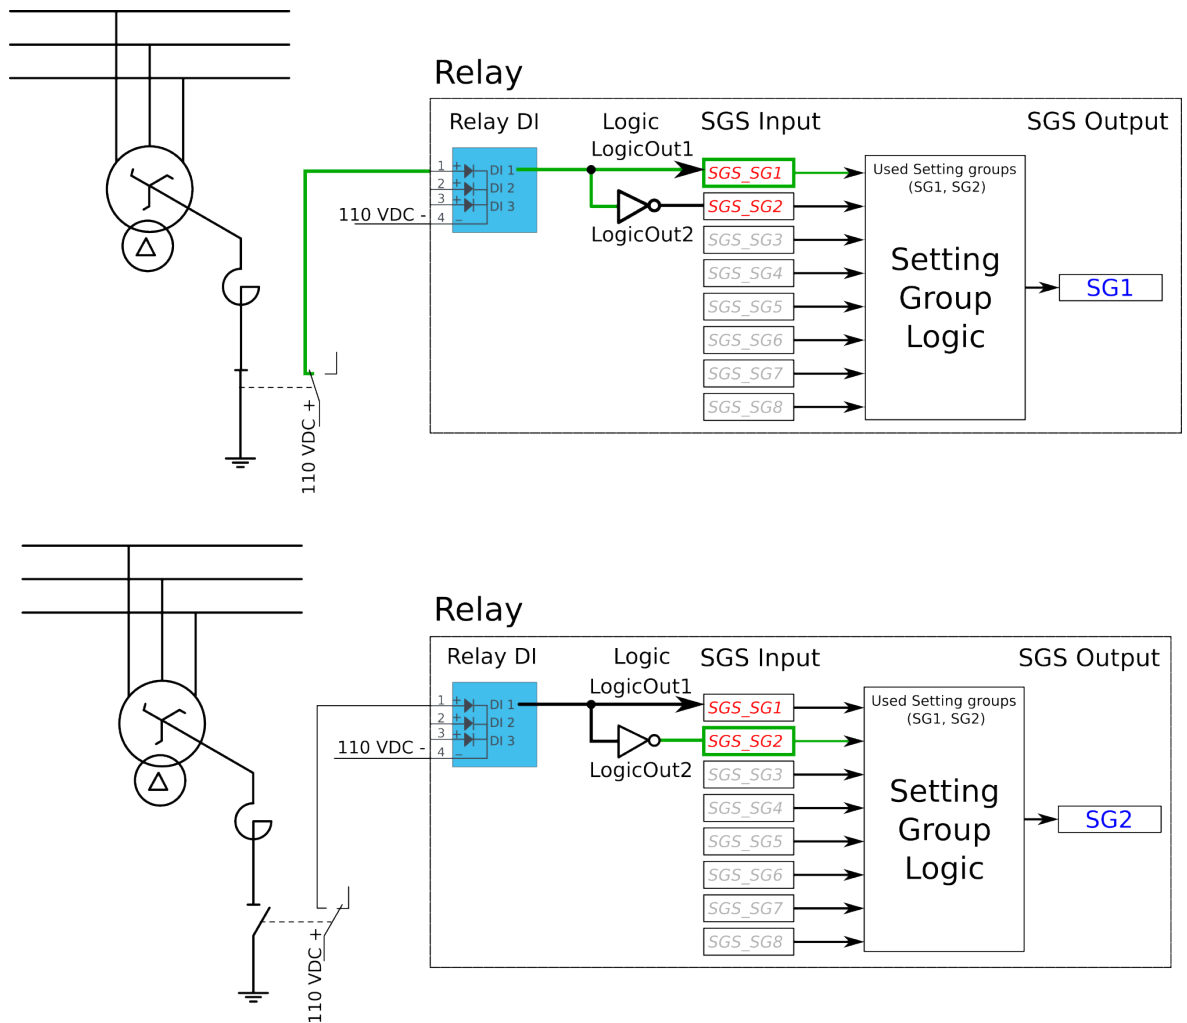 Relay
Relay DI
Logic
SGS Input
SGS Output
LogicOut1
1 + DI 1
2 + DI 2
3 + DI 3
4 -
110 VDC -
LogicOut2
SGS_SG1
SGS_SG2
SGS_SG3
SGS_SG4
SGS_SG5
SGS_SG6
SGS_SG7
SGS_SG8
Used Setting groups
(SG1, SG2)
Setting
Group
Logic
SG1
110 VDC +
Δ
Relay
Relay DI
Logic
SGS Input
SGS Output
LogicOut1
1 + DI 1
2 + DI 2
3 + DI 3
4 -
110 VDC -
LogicOut2
SGS_SG1
SGS_SG2
SGS_SG3
SGS_SG4
SGS_SG5
SGS_SG6
SGS_SG7
SGS_SG8
Used Setting groups
(SG1, SG2)
Setting
Group
Logic
SG2
110 VDC +
Δ